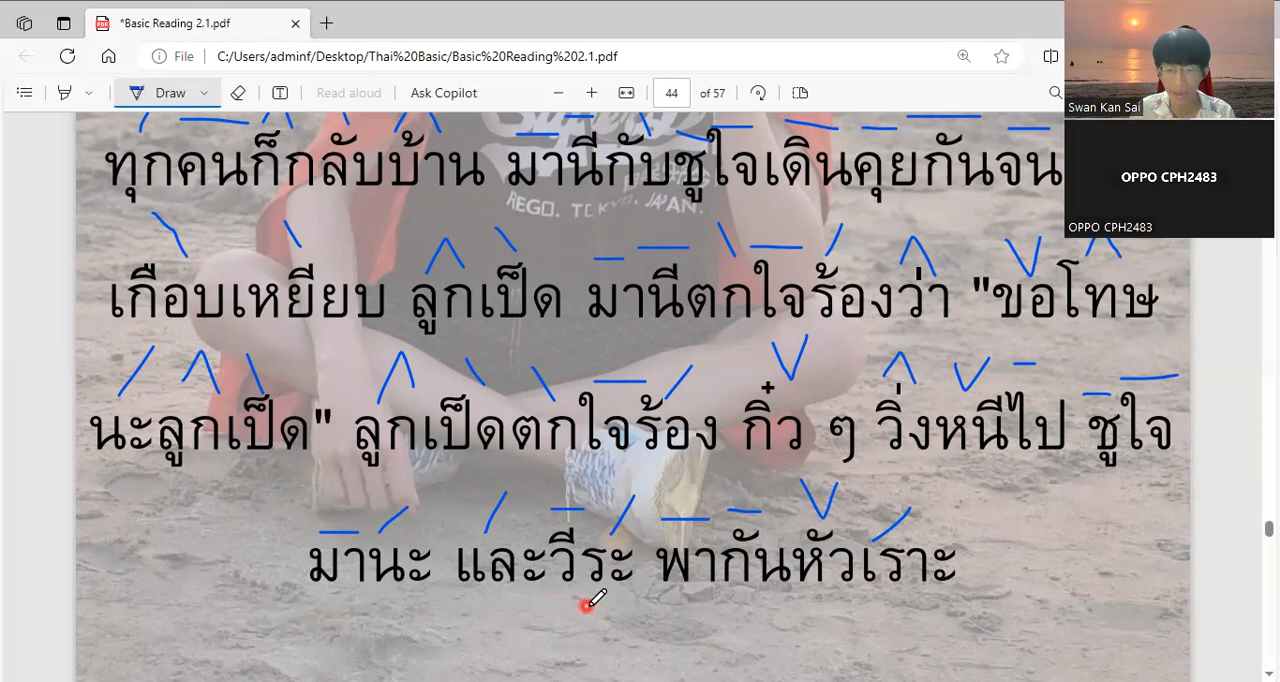 *Basic Reading 2.1.pdf
File C:/Users/adminf/Desktop/Thai%20Basic/Basic%20Reading%202.1.pdf
Draw Read aloud Ask Copilot 44 of 57
Swan Kan Sai
OPPO CPH2483
OPPO CPH2483
REGD. TOKYO. JAPAN.
ทุกคนก็กลับบ้าน มานีกับชูใจเดินคุยกันจน
เกือบเหยียบ ลูกเป็ด มานีตกใจร้องว่า "ขอโทษ
นะลูกเป็ด" ลูกเป็ดตกใจร้อง กิ๋ว ๆ วิ่งหนีไป ชูใจ
มานะ และวีระ พากันหัวเราะ